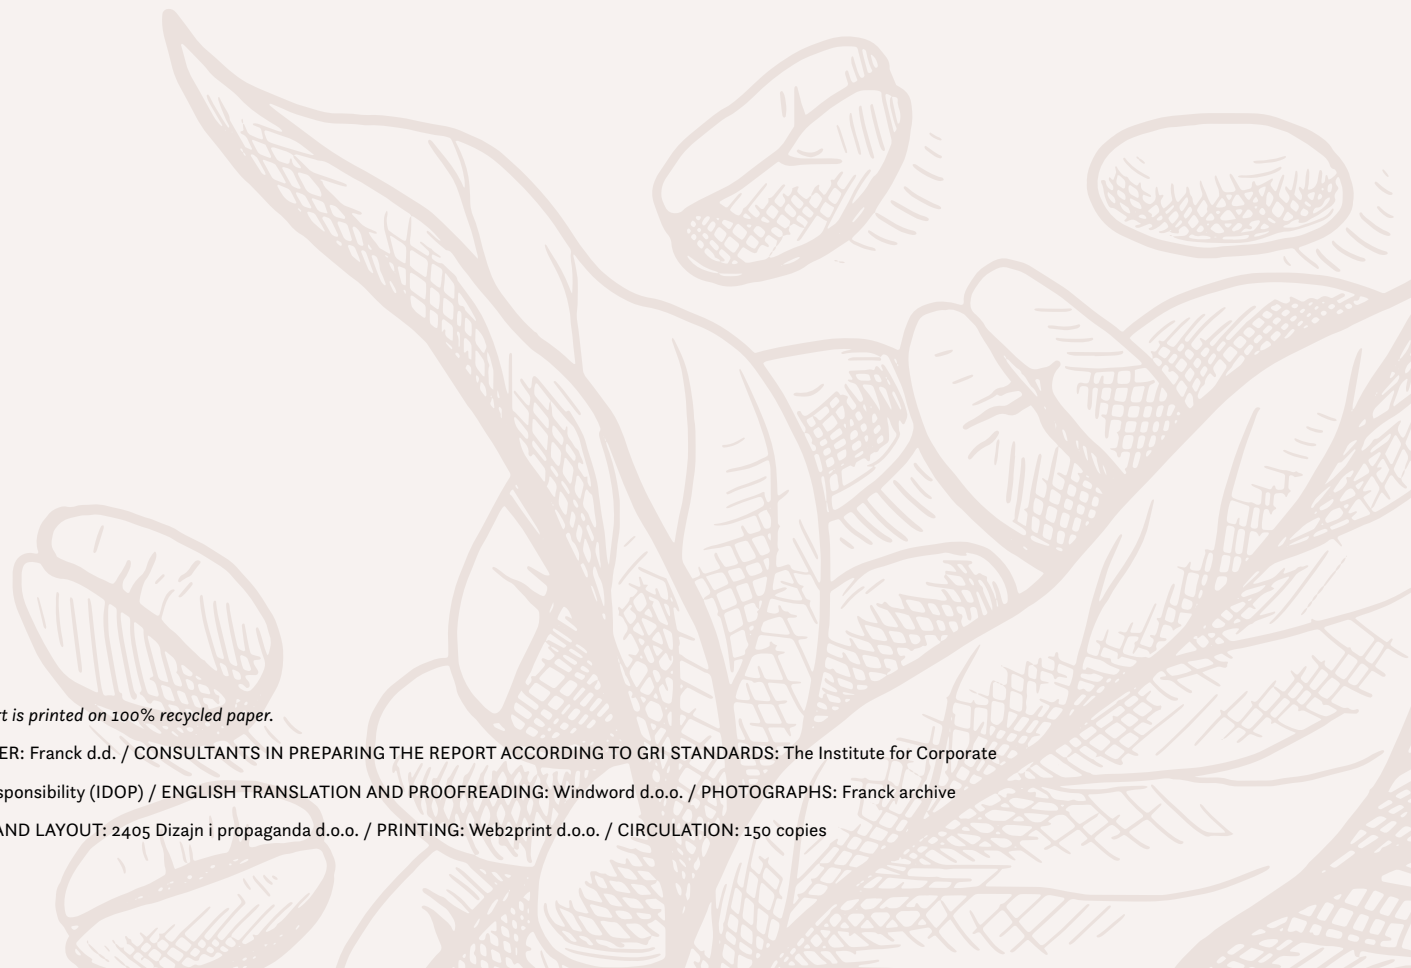 rt is printed on 100% recycled paper.
ER: Franck d.d. / CONSULTANTS IN PREPARING THE REPORT ACCORDING TO GRI STANDARDS: The Institute for Corporate
sponsibility (IDOP) / ENGLISH TRANSLATION AND PROOFREADING: Windword d.o.o. / PHOTOGRAPHS: Franck archive
AND LAYOUT: 2405 Dizajn i propaganda d.o.o. / PRINTING: Web2print d.o.o. / CIRCULATION: 150 copies